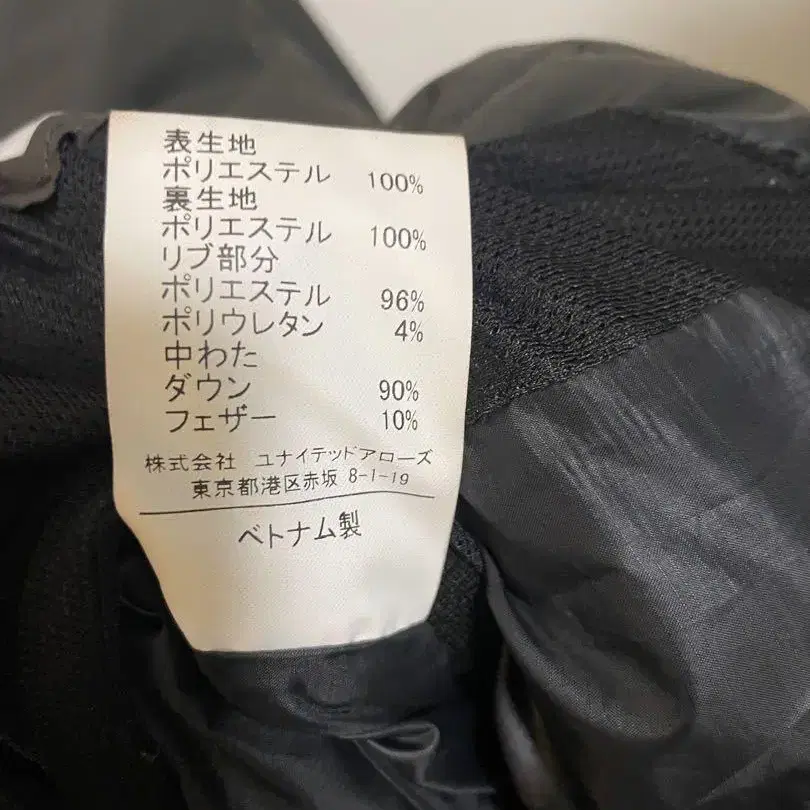 表生地
ポリエステル 100%
裏生地
ポリエステル 100%
リブ部分
ポリエステル 96%
ポリウレタン 4%
中わた
ダウン 90%
フェザー 10%
株式会社 ユナイテッドアローズ
東京都港区赤坂 8-1-19
ベトナム製